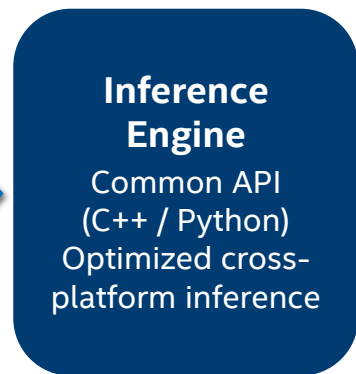 Inference
Engine
Common API
(C++ / Python)
Optimized cross-
platform inference